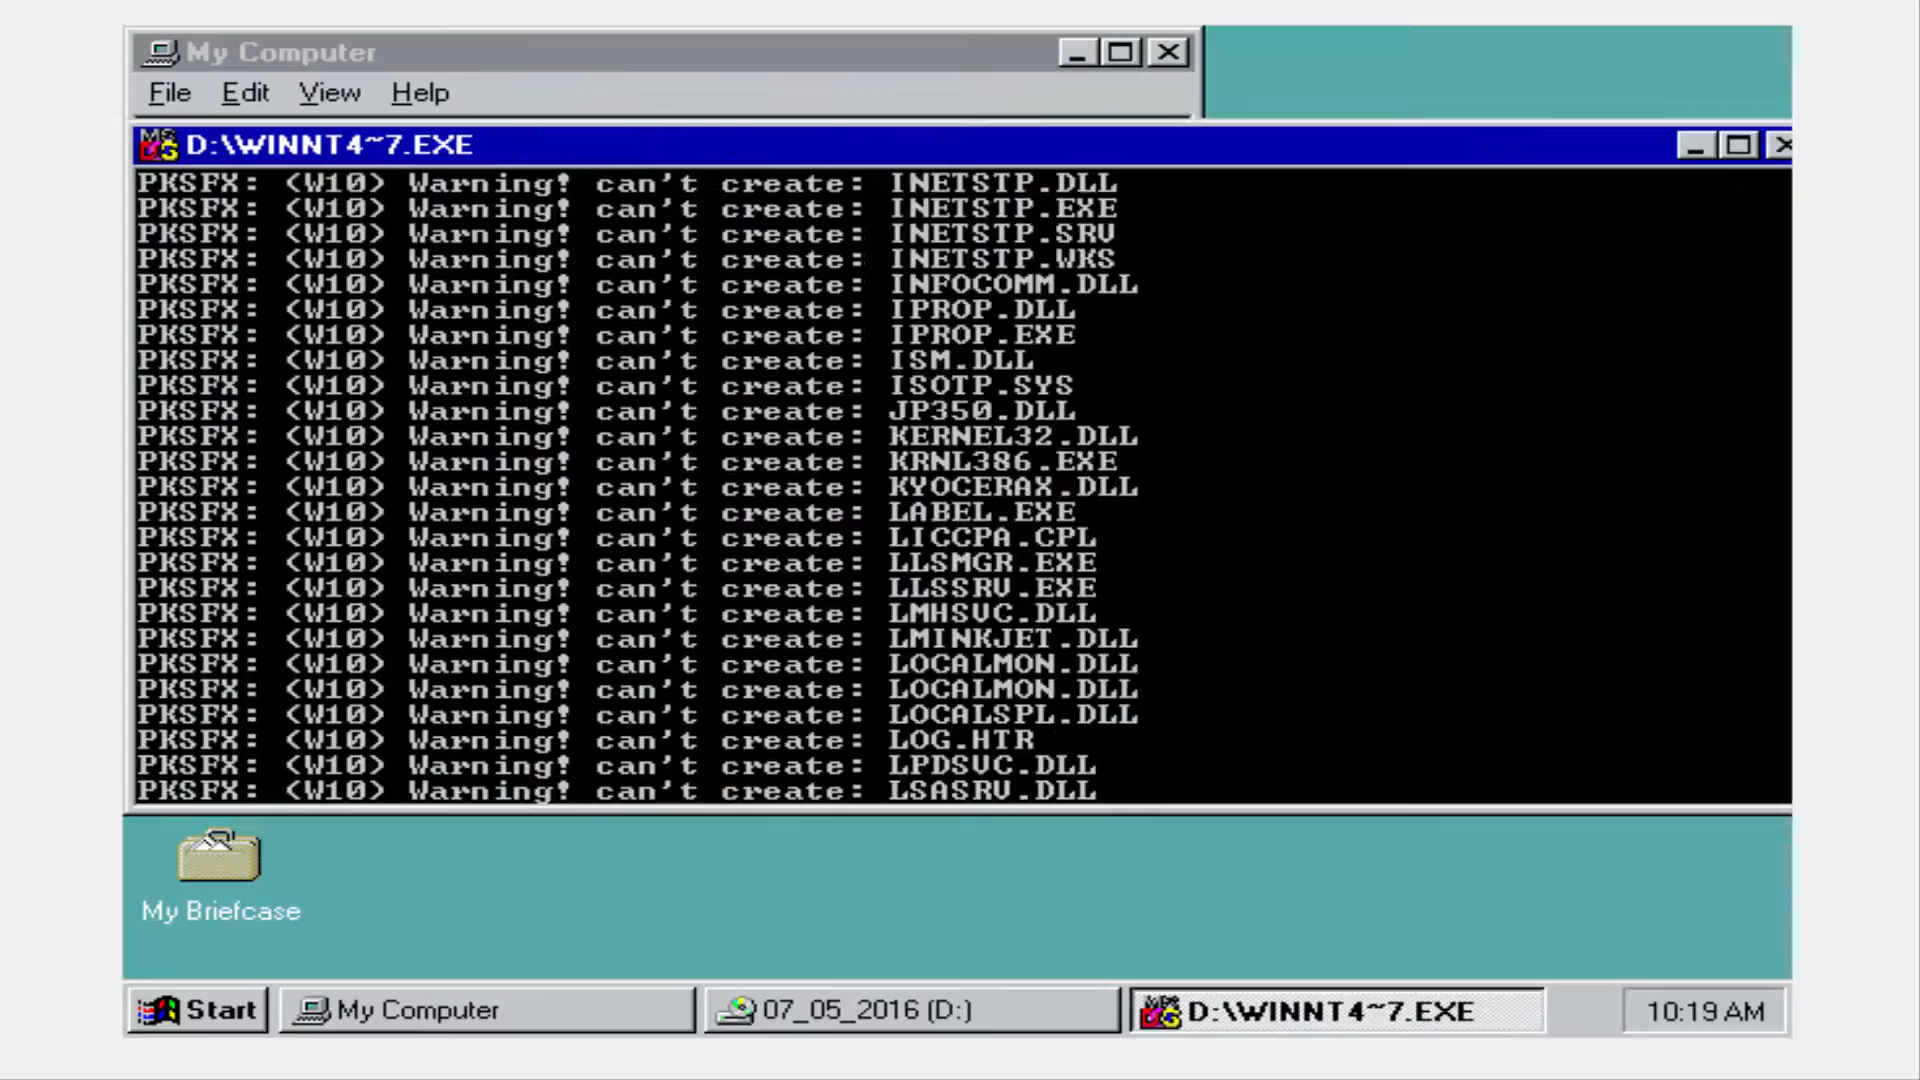 My Computer
File Edit View Help
D:\WINNT4~7.EXE
PKSFX: (W10) Warning! can't create: INETSTP.DLL
PKSFX: (W10) Warning! can't create: INETSTP.EXE
PKSFX: (W10) Warning! can't create: INETSTP.SRV
PKSFX: (W10) Warning! can't create: INETSTP.WKS
PKSFX: (W10) Warning! can't create: INFOCOMM.DLL
PKSFX: (W10) Warning! can't create: IPROP.DLL
PKSFX: (W10) Warning! can't create: IPROP.EXE
PKSFX: (W10) Warning! can't create: ISM.DLL
PKSFX: (W10) Warning! can't create: ISOTP.SYS
PKSFX: (W10) Warning! can't create: JP350.DLL
PKSFX: (W10) Warning! can't create: KERNEL32.DLL
PKSFX: (W10) Warning! can't create: KRNL386.EXE
PKSFX: (W10) Warning! can't create: KYOCERAX.DLL
PKSFX: (W10) Warning! can't create: LABEL.EXE
PKSFX: (W10) Warning! can't create: LICCPA.CPL
PKSFX: (W10) Warning! can't create: LLSMGR.EXE
PKSFX: (W10) Warning! can't create: LLSSRV.EXE
PKSFX: (W10) Warning! can't create: LMHSVC.DLL
PKSFX: (W10) Warning! can't create: LMINKJET.DLL
PKSFX: (W10) Warning! can't create: LOCALMON.DLL
PKSFX: (W10) Warning! can't create: LOCALMON.DLL
PKSFX: (W10) Warning! can't create: LOCALSPL.DLL
PKSFX: (W10) Warning! can't create: LOG.HTR
PKSFX: (W10) Warning! can't create: LPDSVC.DLL
PKSFX: (W10) Warning! can't create: LSASRV.DLL
My Briefcase
Start My Computer 07_05_2016 (D:) D:\WINNT4~7.EXE 10:19 AM